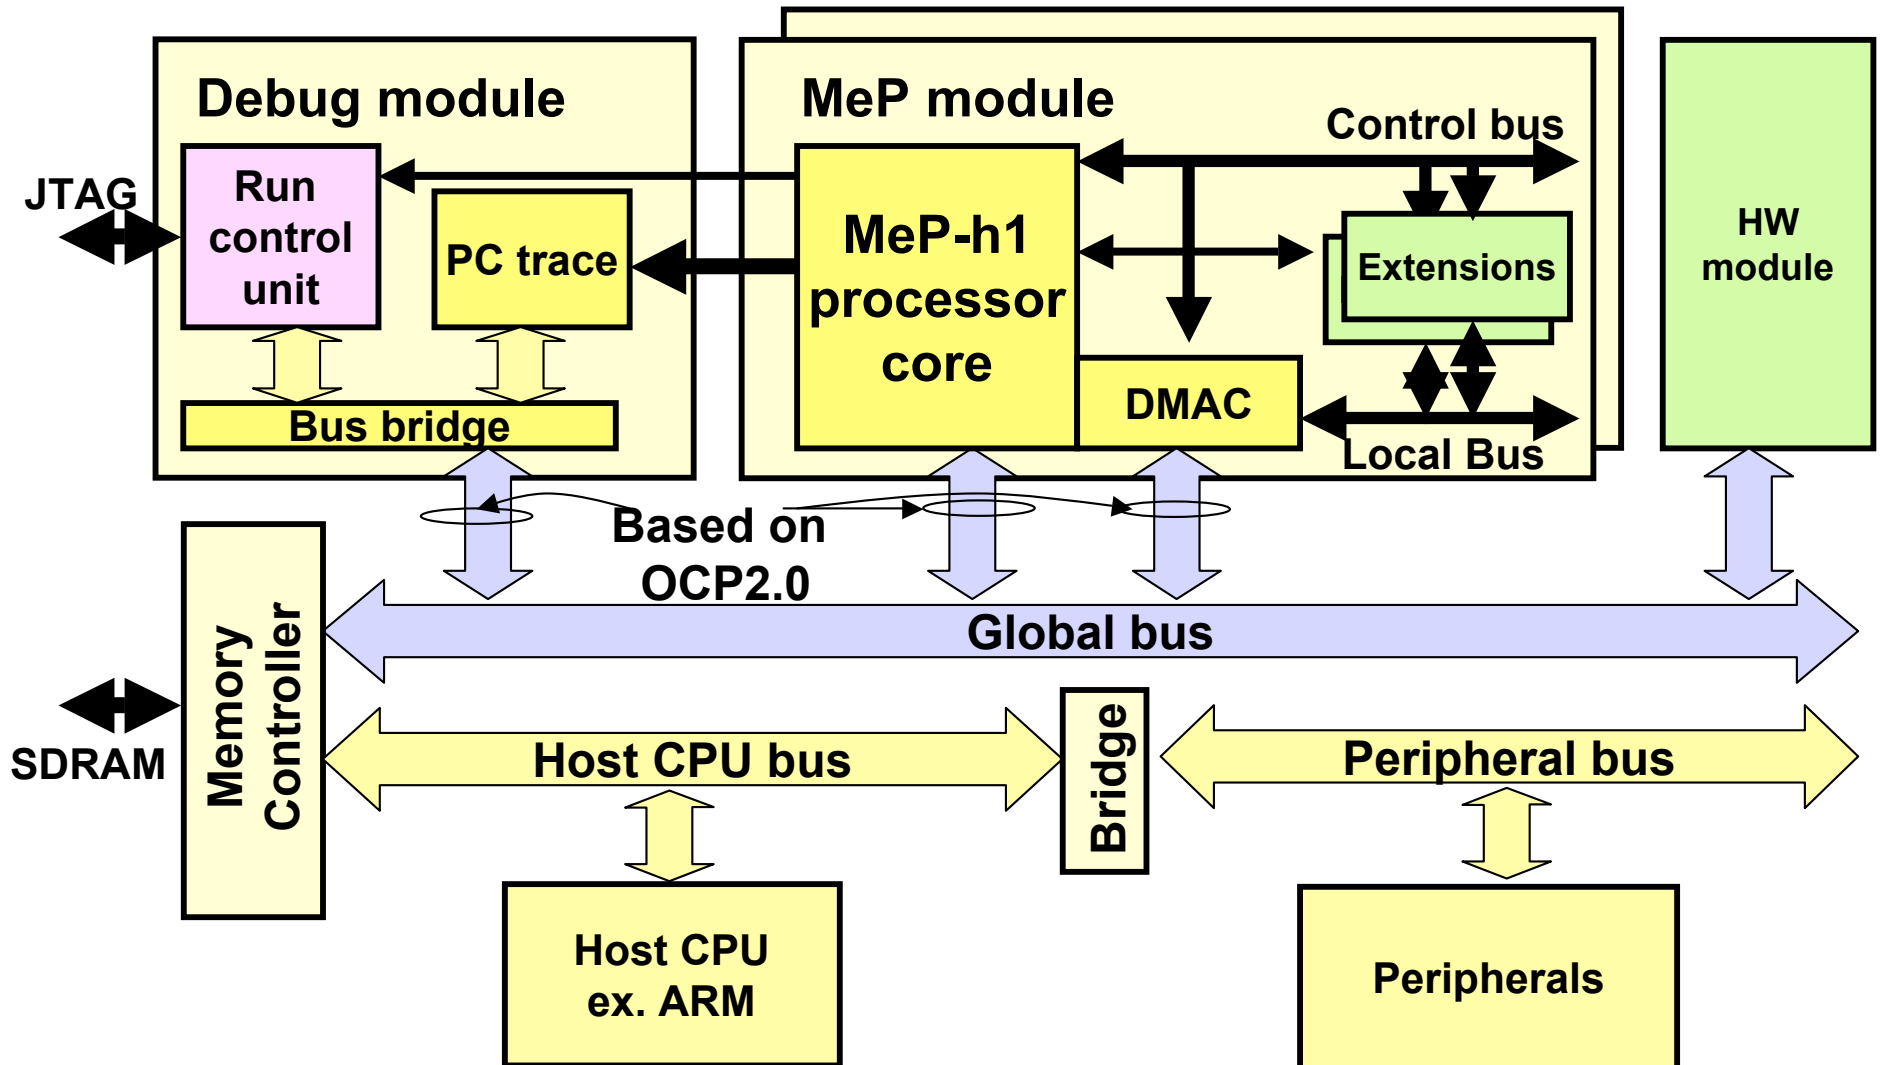 Debug module
MeP module
Control bus
JTAG
Run
control
unit
PC trace
MeP-h1
processor
core
Extensions
HW
module
DMAC
Bus bridge
Local Bus
Based on
OCP2.0
Global bus
Memory
Controller
SDRAM
Host CPU bus
Bridge
Peripheral bus
Host CPU
ex. ARM
Peripherals